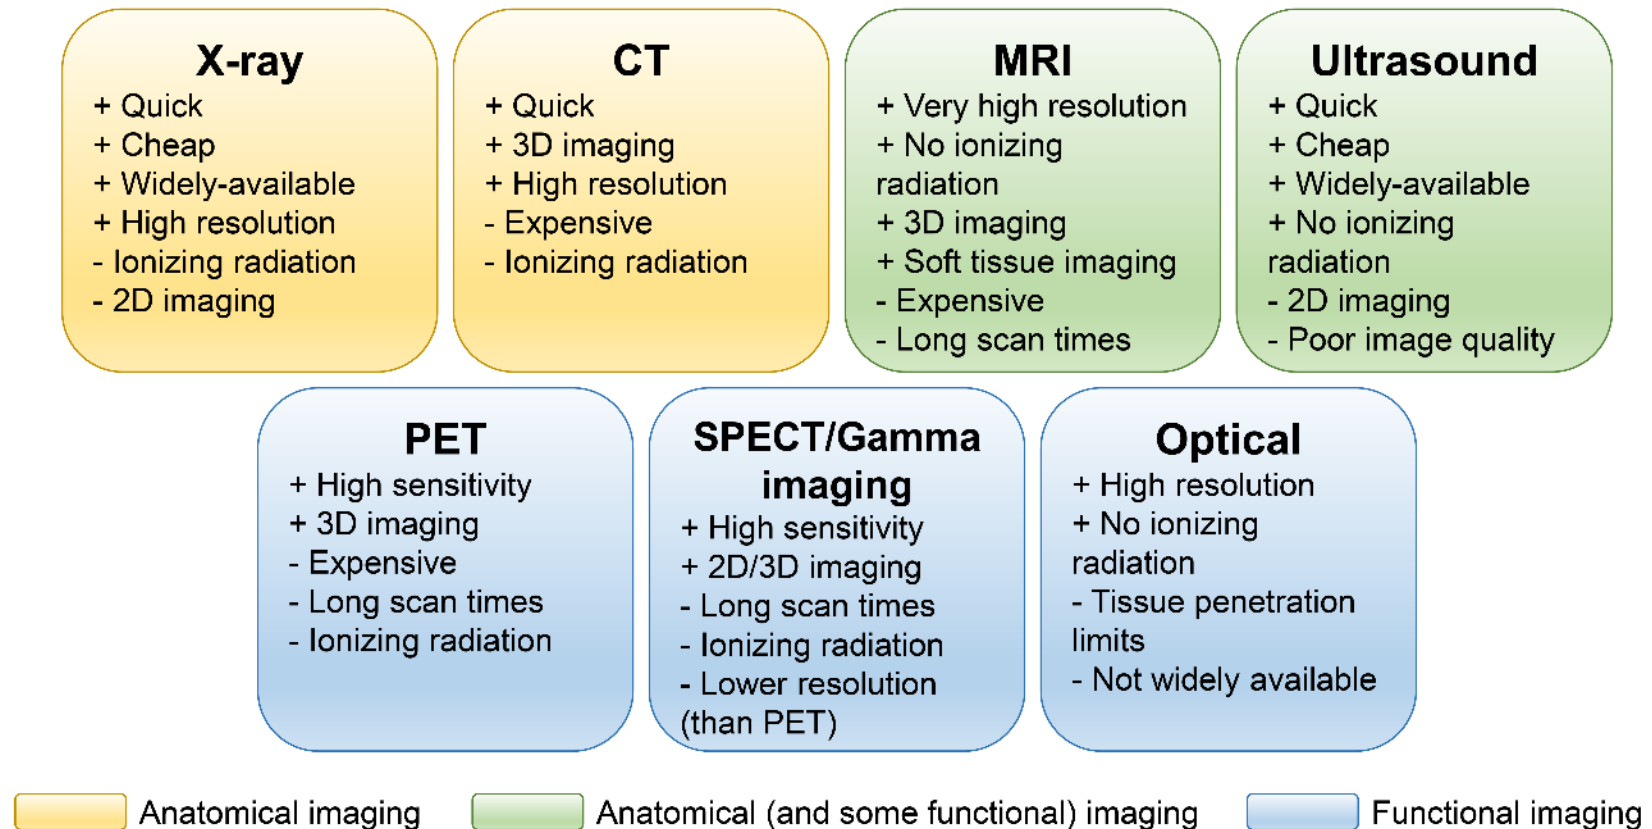 X-ray
+ Quick
+ Cheap
+ Widely-available
+ High resolution
- Ionizing radiation
- 2D imaging
CT
+ Quick
+ 3D imaging
+ High resolution
- Expensive
- Ionizing radiation
MRI
+ Very high resolution
+ No ionizing
radiation
+ 3D imaging
+ Soft tissue imaging
- Expensive
- Long scan times
Ultrasound
+ Quick
+ Cheap
+ Widely-available
+ No ionizing
radiation
- 2D imaging
- Poor image quality
PET
+ High sensitivity
+ 3D imaging
- Expensive
- Long scan times
- Ionizing radiation
SPECT/Gamma
imaging
+ High sensitivity
+ 2D/3D imaging
- Long scan times
- Ionizing radiation
- Lower resolution
(than PET)
Optical
+ High resolution
+ No ionizing
radiation
- Tissue penetration
limits
- Not widely available
Anatomical imaging
Anatomical (and some functional) imaging
Functional imaging